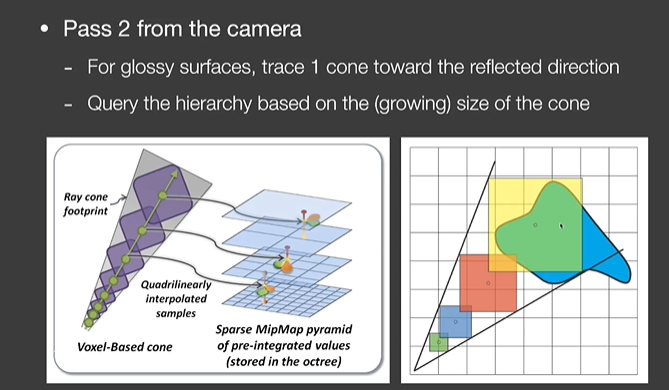 • Pass 2 from the camera
- For glossy surfaces, trace 1 cone toward the reflected direction
- Query the hierarchy based on the (growing) size of the cone
Ray cone
footprint
Quadrilinearly
interpolated
samples
Voxel-Based cone
Sparse MipMap pyramid
of pre-integrated values
(stored in the octree)